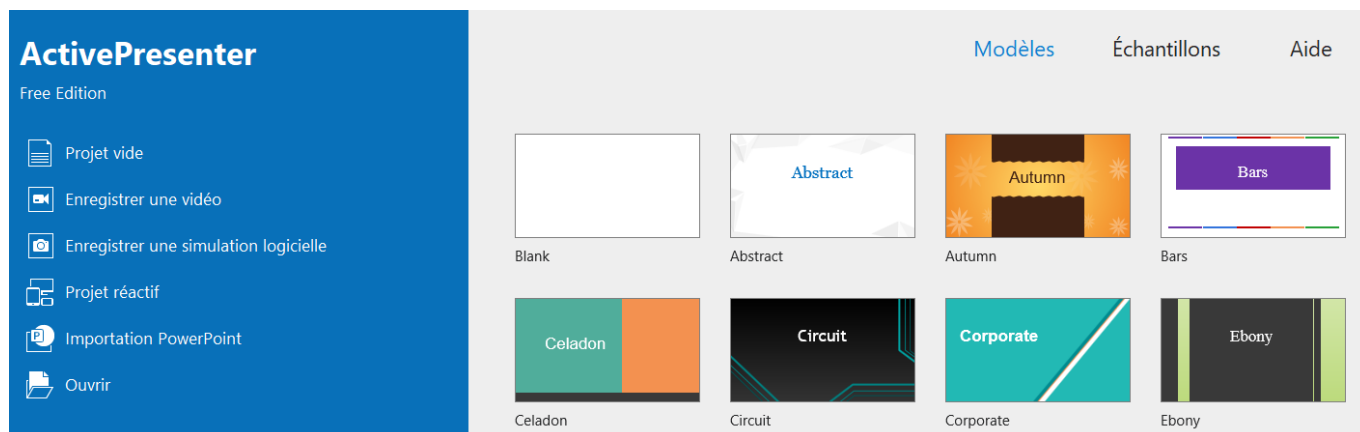 ActivePresenter
Free Edition
Projet vide
Enregistrer une vidéo
Enregistrer une simulation logicielle
Projet réactif
Importation PowerPoint
Ouvrir
Modèles Échantillons Aide
Abstract
Autumn
Bars
Blank
Abstract
Autumn
Bars
Celadon
Circuit
Corporate
Ebony
Celadon
Circuit
Corporate
Ebony